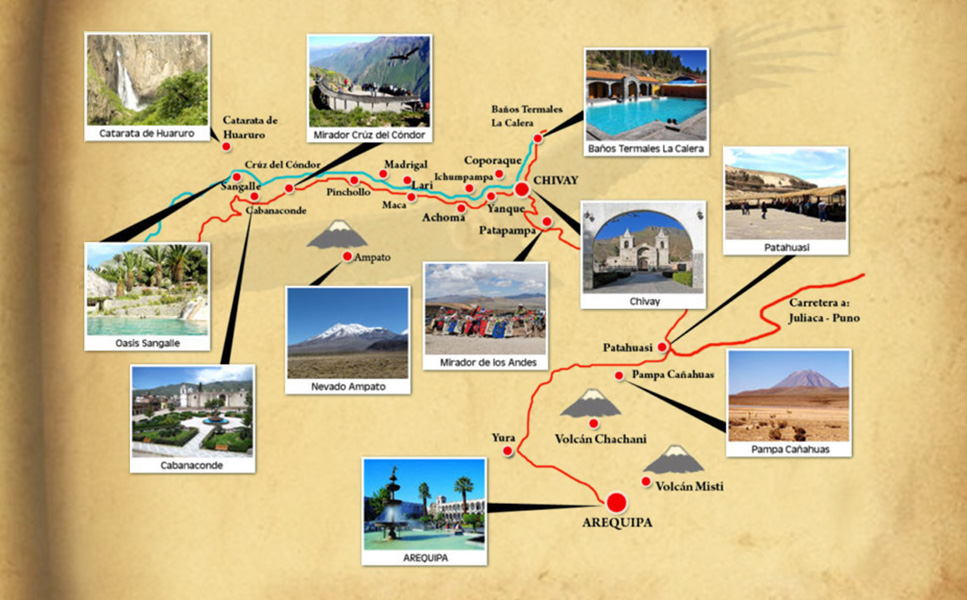 Catarata de Huaruro
Mirador Crúz del Cóndor
Baños Termales La Calera
Catarata de
Huaruro
Baños Termales
La Calera
Crúz del Cóndor
Sangalle
Cabanaconde
Pinchollo
Madrigal
Lari
Maca
Achoma
Ichumpampa
Coporaque
Yanque
CHIVAY
Patapampa
Ampato
Patahuasi
Oasis Sangalle
Chivay
Nevado Ampato
Mirador de los Andes
Carretera a:
Juliaca - Puno
Patahuasi
Pampa Cañahuas
Cabanaconde
Pampa Cañahuas
Volcán Chachani
Yura
Volcán Misti
AREQUIPA
AREQUIPA